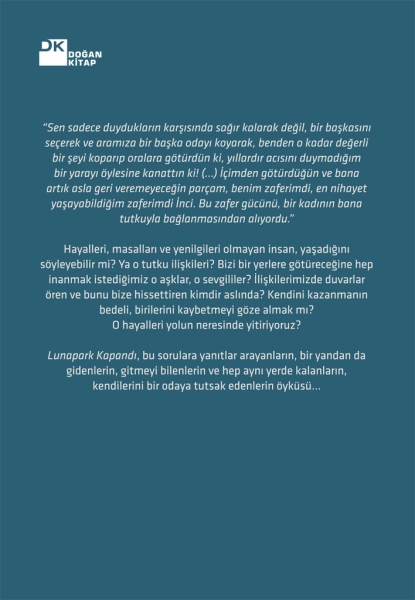 DK
DOĞAN
KİTAP
“Sen sadece duydukların karşısında sağır kalarak değil, bir başkasını
seçerek ve aramıza bir başka odayı koyarak, benden o kadar değerli
bir şeyi koparıp oralara götürdün ki, yıllardır acısını duymadığım
bir yarayı öylesine kanattın ki! (...) İçimden götürdüğün ve bana
artık asla geri veremeyeceğin parçam, benim zaferimdi, en nihayet
yaşayabildiğim zaferimdi İnci. Bu zafer gücünü, bir kadının bana
tutkuyla bağlanmasından alıyordu.”
Hayalleri, masalları ve yenilgileri olmayan insan, yaşadığını
söyleyebilir mi? Ya o tutku ilişkileri? Bizi bir yerlere götüreceğine hep
inanmak istediğimiz o aşklar, o sevgililer? İlişkilerimizde duvarlar
ören ve bunu bize hissettiren kimdir aslında? Kendini kazanmanın
bedeli, birilerini kaybetmeyi göze almak mı?
O hayalleri yolun neresinde yitiriyoruz?
Lunapark Kapandı, bu sorulara yanıtlar arayanların, bir yandan da
gidenlerin, gitmeyi bilenlerin ve hep aynı yerde kalanların,
kendilerini bir odaya tutsak edenlerin öyküsü...